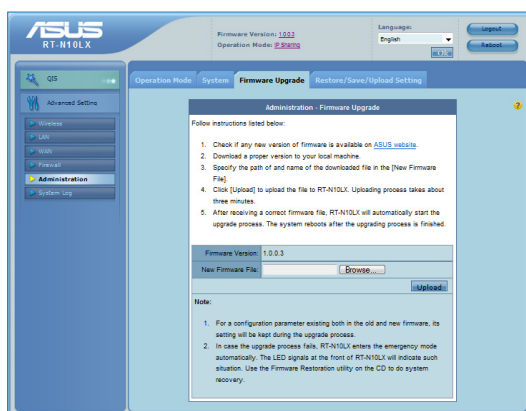 ASUS
RT-N10LX
Firmware Version: 1.0.0.3
Operation Mode: IP Sharing
Language:
English
OK
Logout
Reboot
QIS
Advanced Setting
Wireless
LAN
WAN
Firewall
Administration
System Log
Operation Mode System Firmware Upgrade Restore/Save/Upload Setting
Administration - Firmware Upgrade
Follow instructions listed below:
1. Check if any new version of firmware is available on ASUS website.
2. Download a proper version to your local machine.
3. Specify the path of and name of the downloaded file in the [New Firmware
File].
4. Click [Upload] to upload the file to RT-N10LX. Uploading process takes about
three minutes.
5. After receiving a correct firmware file, RT-N10LX will automatically start the
upgrade process. The system reboots after the upgrading process is finished.
Firmware Version: 1.0.0.3
New Firmware File: Browse...
Upload
Note:
1. For a configuration parameter existing both in the old and new firmware, its
setting will be kept during the upgrade process.
2. In case the upgrade process fails, RT-N10LX enters the emergency mode
automatically. The LED signals at the front of RT-N10LX will indicate such
situation. Use the Firmware Restoration utility on the CD to do system
recovery.
?